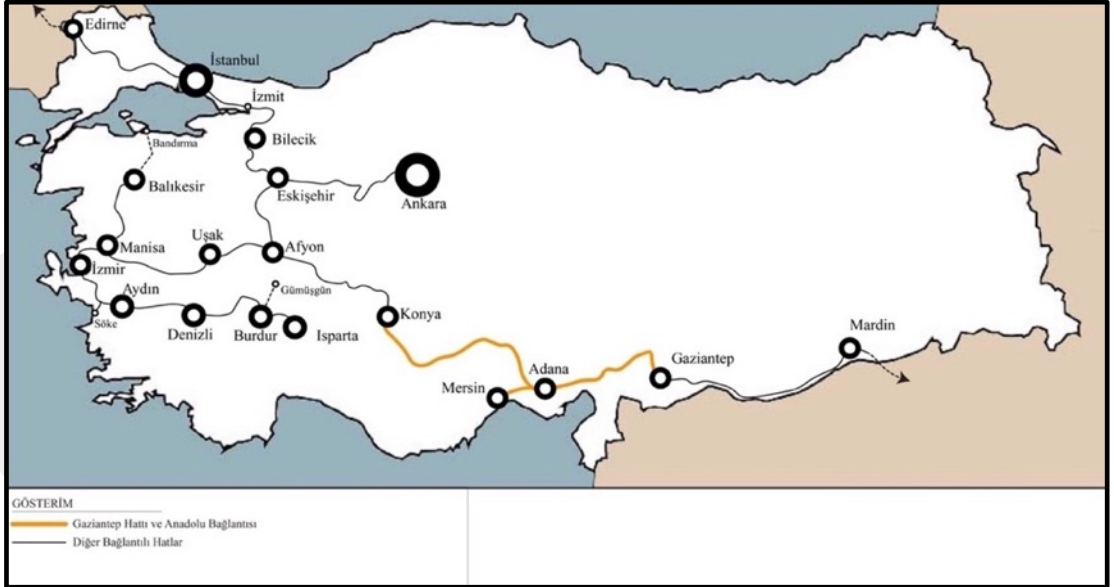 Edirne
İstanbul
İzmit
Bilecik
Bandırma
Balıkesir
Eskişehir
Ankara
Manisa
Uşak
Afyon
İzmir
Gümüşgün
Aydın
Söke
Denizli
Burdur
Isparta
Konya
Mardin
Adana
Gaziantep
Mersin
GÖSTERİM
Gaziantep Hattı ve Anadolu Bağlantısı
Diğer Bağlantılı Hatlar